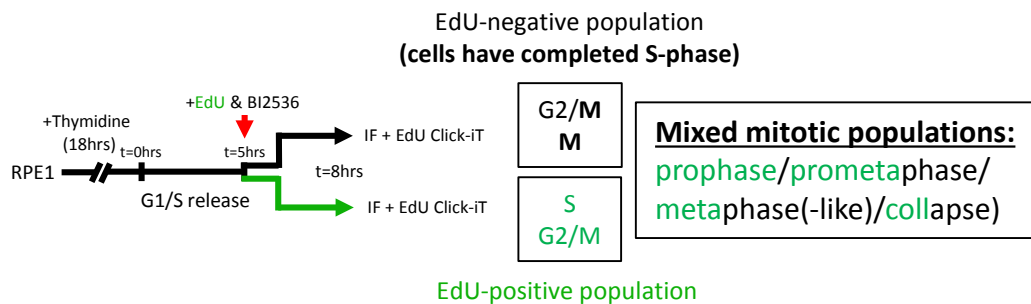 EdU-negative population
(cells have completed S-phase)
+EdU & BI2536
+Thymidine
(18hrs)
t=0hrs
t=5hrs
IF + EdU Click-iT
t=8hrs
RPE1
G1/S release
IF + EdU Click-iT
G2/M
M
S
G2/M
Mixed mitotic populations:
prophase/prometaphase/
metaphase(-like)/collapse)
EdU-positive population